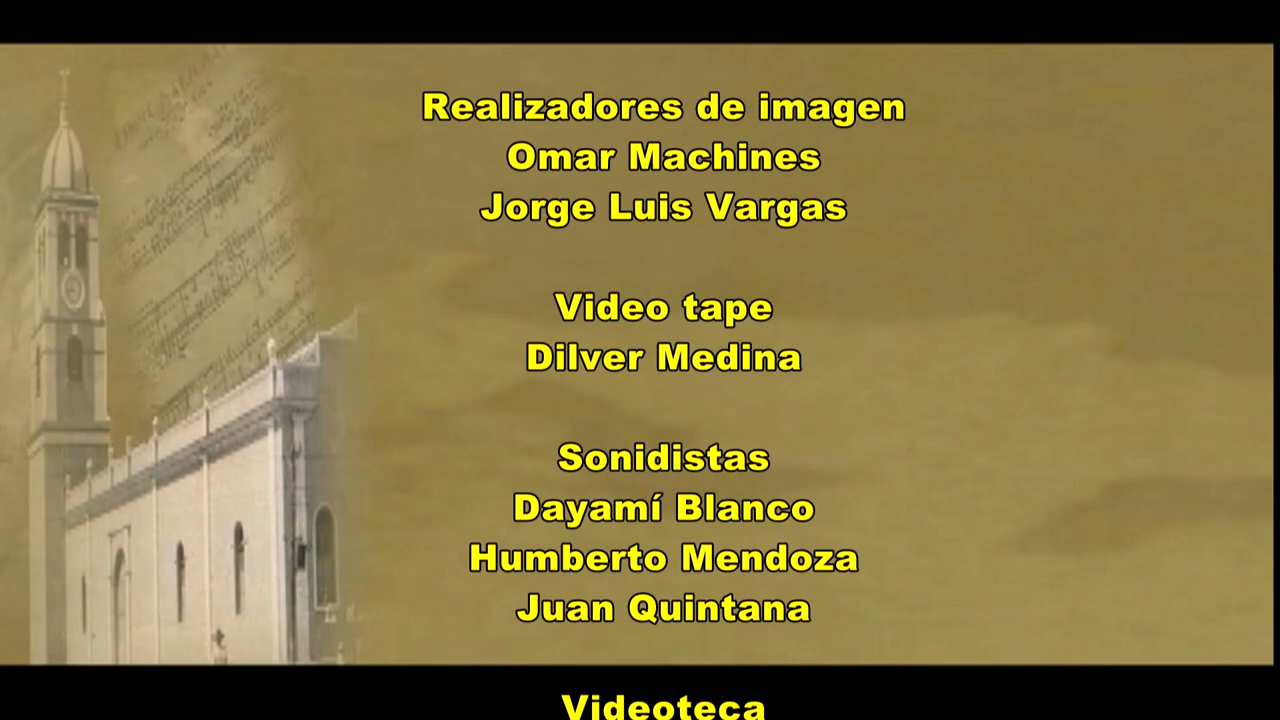 Realizadores de imagen
Omar Machines
Jorge Luis Vargas
Video tape
Dilver Medina
Sonidistas
Dayamí Blanco
Humberto Mendoza
Juan Quintana
Videoteca